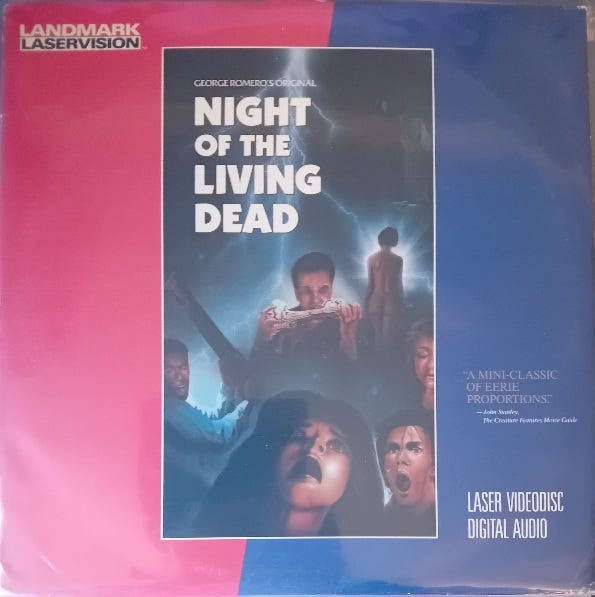 LANDMARK
LASERVISION™
GEORGE ROMERO'S ORIGINAL
NIGHT
OF THE
LIVING
DEAD
"A MINI-CLASSIC
OF EERIE
PROPORTIONS."
—John Stanley,
The Creature Features Movie Guide
LASER VIDEODISC
DIGITAL AUDIO